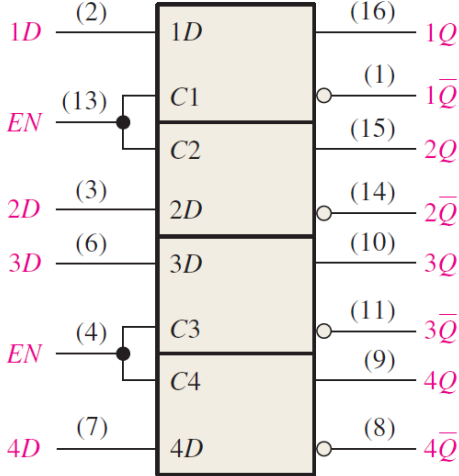 1D (2) 1D (16) 1Q
C1 (1) 1Q̅
EN (13)
C2 (15) 2Q
2D (3) 2D (14) 2Q̅
3D (6) 3D (10) 3Q
C3 (11) 3Q̅
EN (4)
C4 (9) 4Q
4D (7) 4D (8) 4Q̅